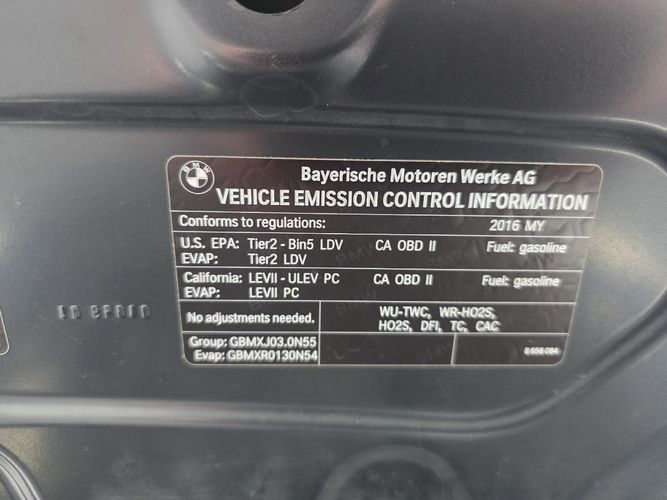 BMW
Bayerische Motoren Werke AG
VEHICLE EMISSION CONTROL INFORMATION
Conforms to regulations: 2016 MY
U.S. EPA: Tier2 - Bin5 LDV CA OBD II Fuel: gasoline
EVAP: Tier2 LDV
California: LEVII - ULEV PC CA OBD II Fuel: gasoline
EVAP: LEVII PC
No adjustments needed.
WU-TWC, WR-HO2S,
HO2S, DFI, TC, CAC
Group: GBMXJ03.0N55
Evap: GBMXR0130N54
8 658 084